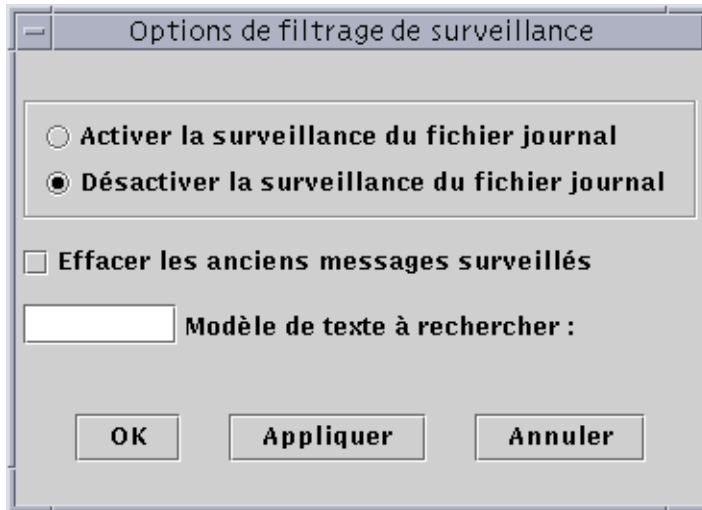 Options de filtrage de surveillance
Activer la surveillance du fichier journal
Désactiver la surveillance du fichier journal
Effacer les anciens messages surveillés
Modèle de texte à rechercher :
OK Appliquer Annuler